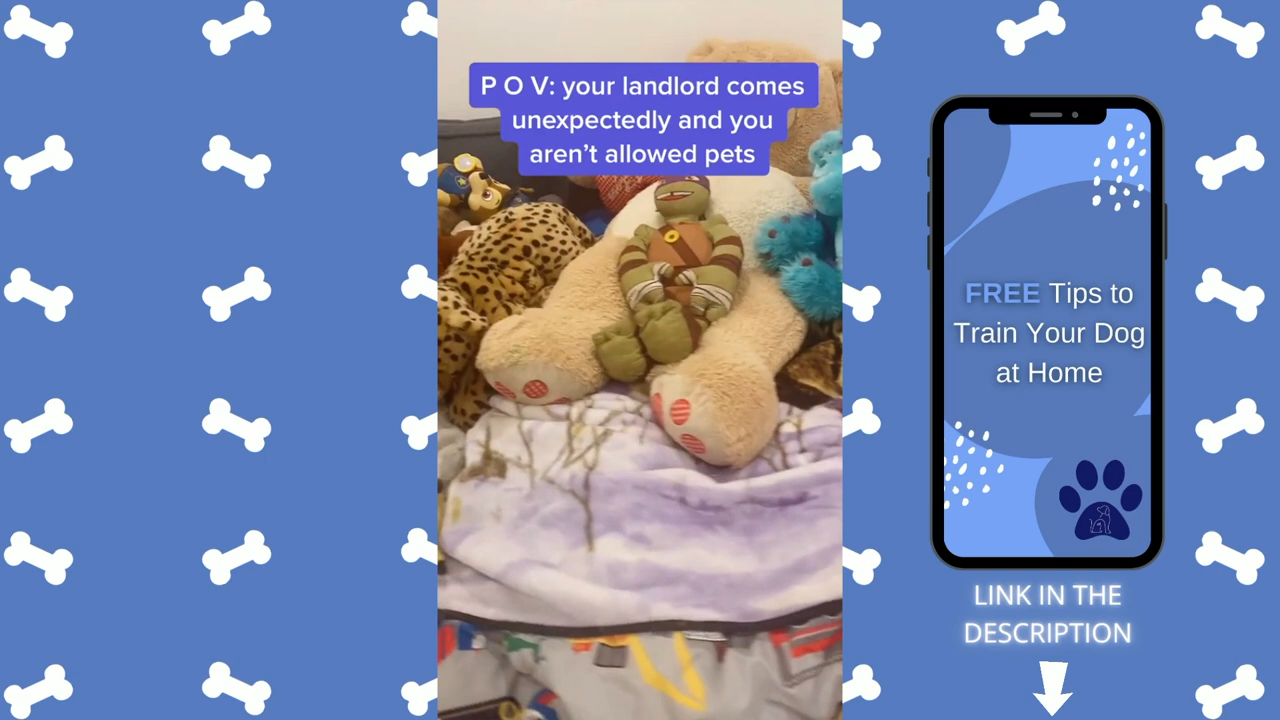 P O V: your landlord comes
unexpectedly and you
aren't allowed pets
FREE Tips to
Train Your Dog
at Home
LINK IN THE
DESCRIPTION